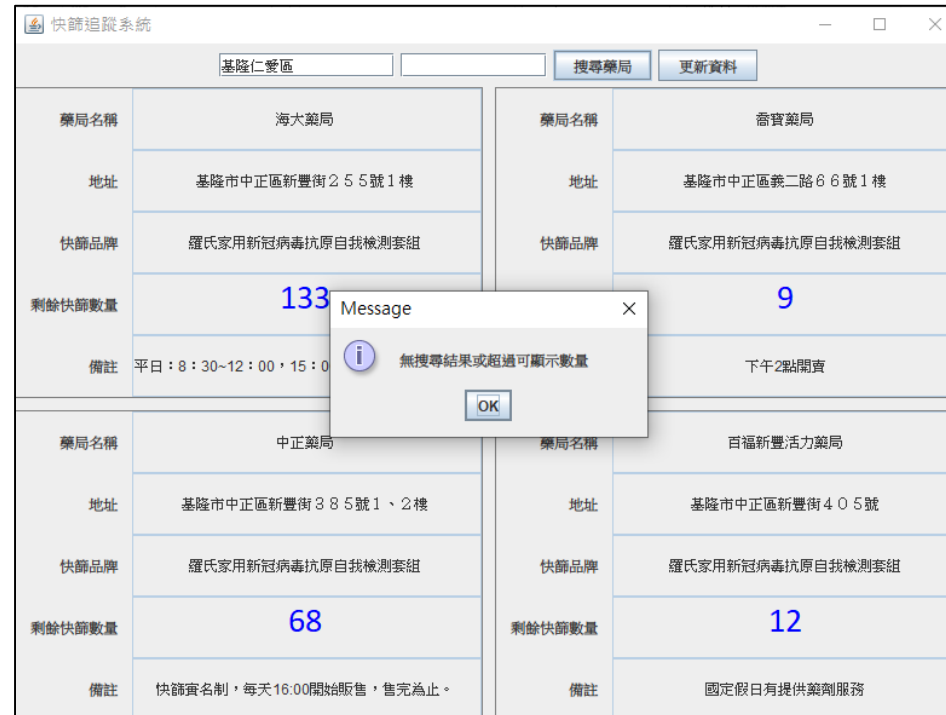 快篩追蹤系統
基隆仁愛區
搜尋藥局
更新資料
藥局名稱
海大藥局
地址
基隆市中正區新豐街２５５號１樓
快篩品牌
羅氏家用新冠病毒抗原自我檢測套組
剩餘快篩數量
133
備註
平日：8：30~12：00，15：0
藥局名稱
喬寶藥局
地址
基隆市中正區義二路６６號１樓
快篩品牌
羅氏家用新冠病毒抗原自我檢測套組
9
下午2點開賣
Message
無搜尋結果或超過可顯示數量
OK
藥局名稱
中正藥局
地址
基隆市中正區新豐街３８５號１、２樓
快篩品牌
羅氏家用新冠病毒抗原自我檢測套組
剩餘快篩數量
68
備註
快篩實名制，每天16:00開始販售，售完為止。
藥局名稱
百福新豐活力藥局
地址
基隆市中正區新豐街４０５號
快篩品牌
羅氏家用新冠病毒抗原自我檢測套組
剩餘快篩數量
12
備註
國定假日有提供藥劑服務